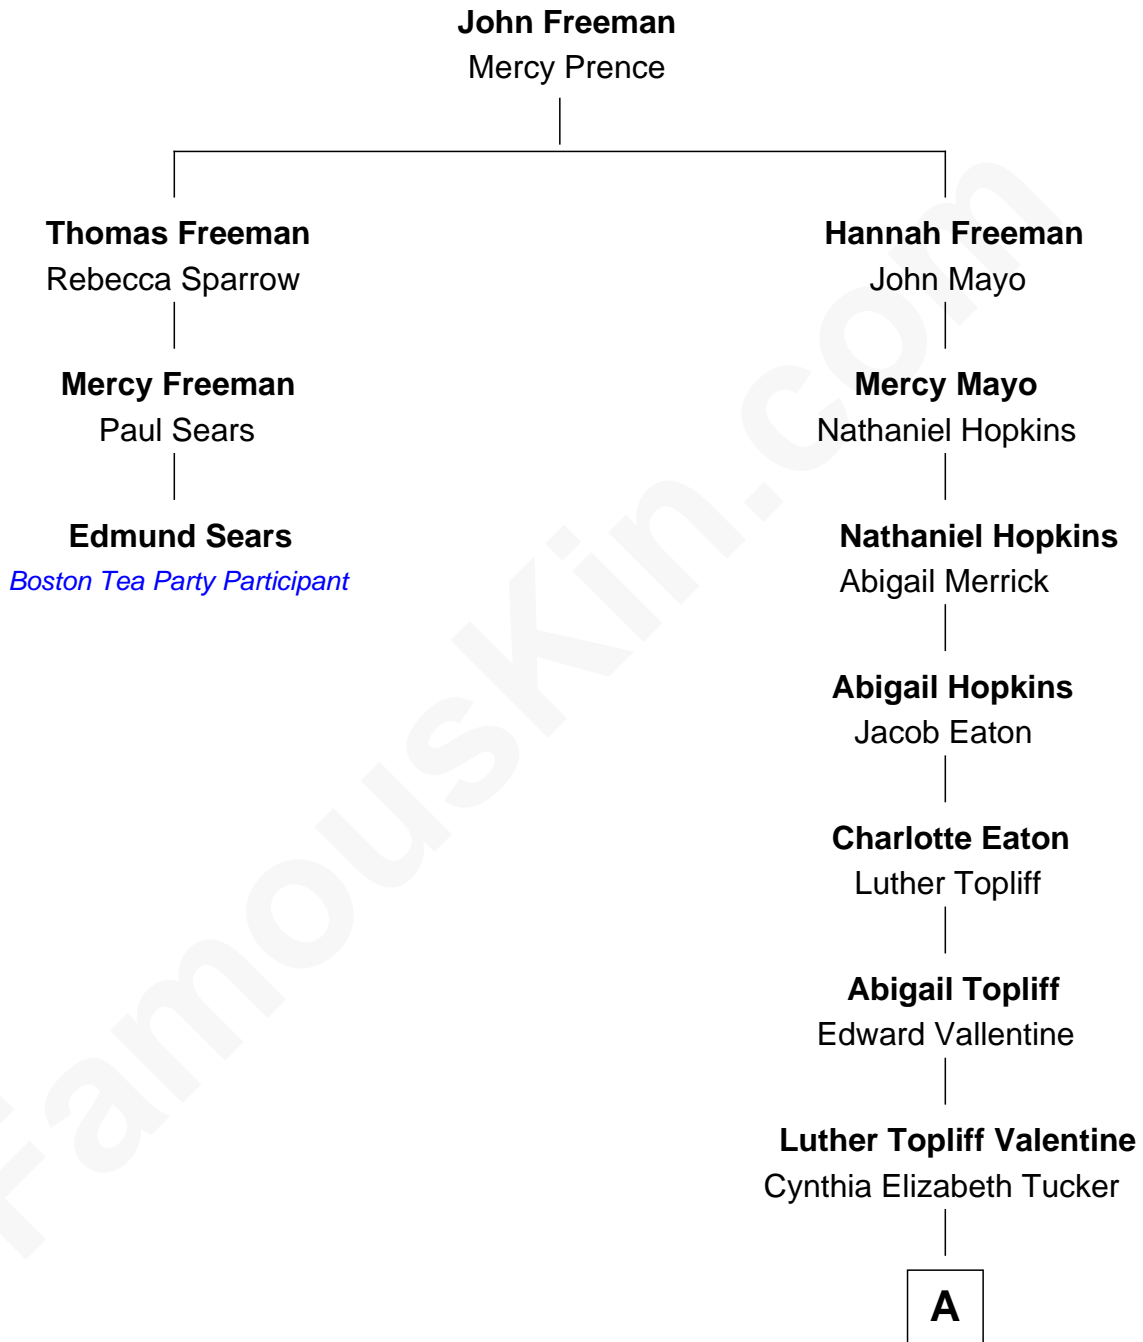 John Freeman
Mercy Prence
Thomas Freeman
Rebecca Sparrow
Hannah Freeman
John Mayo
Mercy Freeman
Paul Sears
Mercy Mayo
Nathaniel Hopkins
Edmund Sears
Boston Tea Party Participant
Nathaniel Hopkins
Abigail Merrick
Abigail Hopkins
Jacob Eaton
Charlotte Eaton
Luther Topliff
Abigail Topliff
Edward Vallentine
Luther Topliff Valentine
Cynthia Elizabeth Tucker
A
FamousKin.com